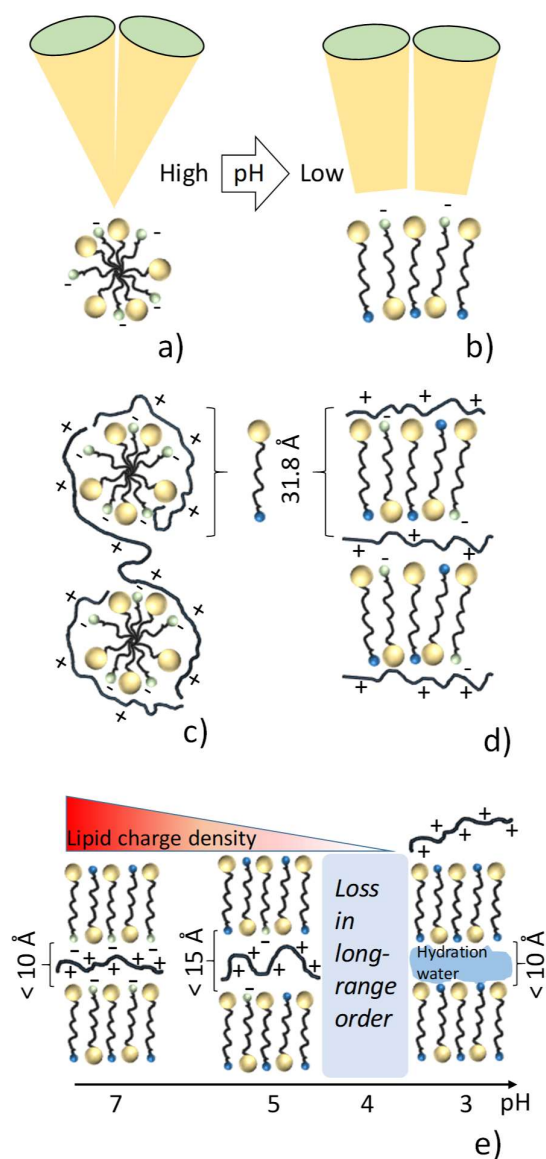 High pH Low
- - - - -
a)
- -
b)
+ + + + + + + + + + +
- - - - - - - - - -
31.8 Å
c)
+ + +
-
+ + +
-
-
+ + +
d)
Lipid charge density
Loss
in
long-
range
order
+ + + +
< 10 Å
- - -
+ + + +
- - -
< 15 Å
-
+ + + + +
-
Hydration
water
< 10 Å
7 5 4 3 pH
e)